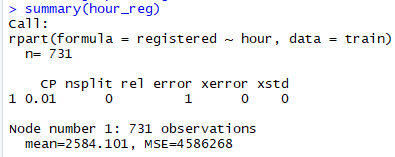 > summary(hour_reg)
Call:
rpart(formula = registered ~ hour, data = train)
  n= 731

    CP nsplit rel error xerror xstd
1 0.01      0         1      0    0

Node number 1: 731 observations
  mean=2584.101, MSE=4586268